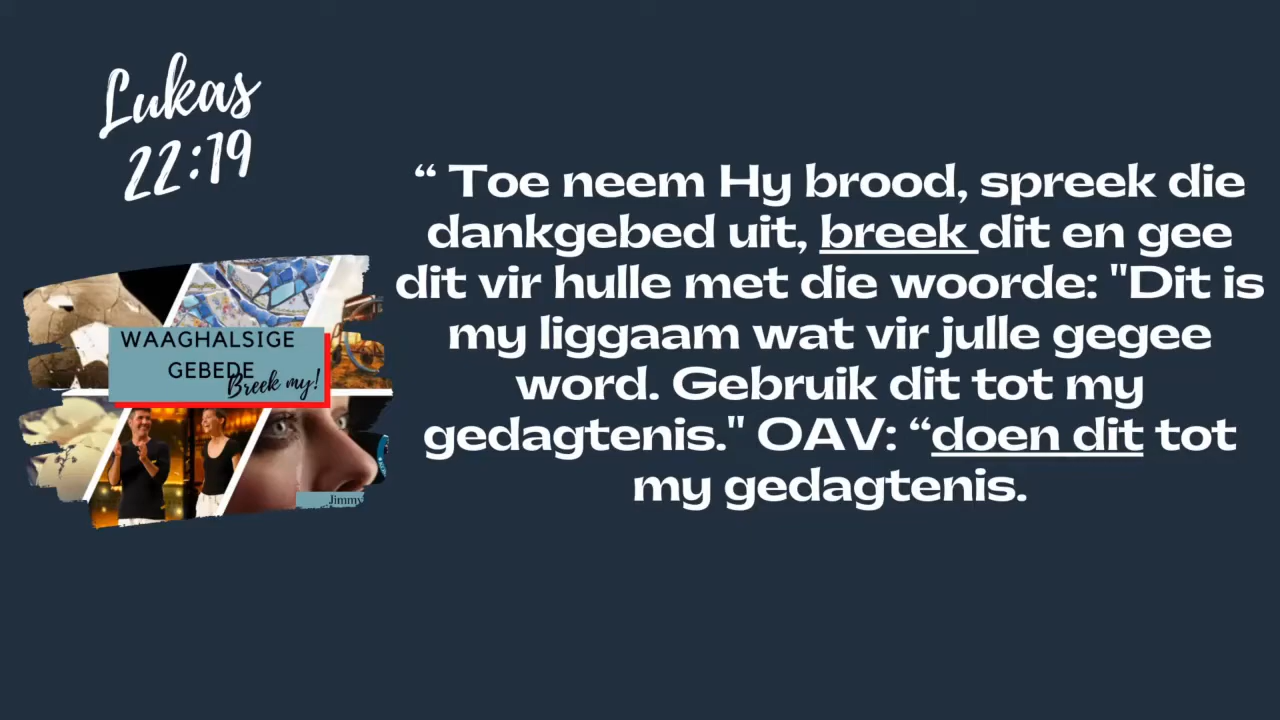 Lukas
22:19
“ Toe neem Hy brood, spreek die
dankgebed uit, breek dit en gee
dit vir hulle met die woorde: "Dit is
my liggaam wat vir julle gegee
word. Gebruik dit tot my
gedagtenis." OAV: “doen dit tot
my gedagtenis.
WAAGHALSIGE
GEBEDE
Breek my!
Jimmy